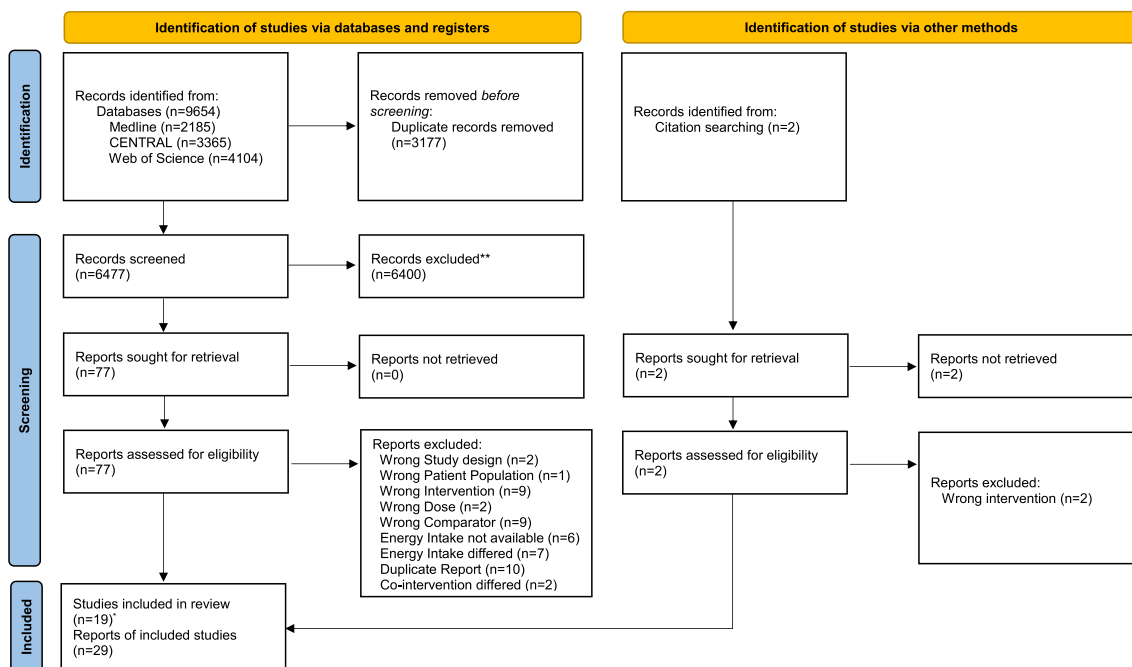 Identification of studies via databases and registers
Identification of studies via other methods
Identification
Records identified from:
Databases (n=9654)
Medline (n=2185)
CENTRAL (n=3365)
Web of Science (n=4104)
Records removed before
screening:
Duplicate records removed
(n=3177)
Records identified from:
Citation searching (n=2)
Screening
Records screened
(n=6477)
Records excluded**
(n=6400)
Reports sought for retrieval
(n=77)
Reports not retrieved
(n=0)
Reports sought for retrieval
(n=2)
Reports not retrieved
(n=2)
Reports assessed for eligibility
(n=77)
Reports excluded:
Wrong Study design (n=2)
Wrong Patient Population (n=1)
Wrong Intervention (n=9)
Wrong Dose (n=2)
Wrong Comparator (n=9)
Energy Intake not available (n=6)
Energy Intake differed (n=7)
Duplicate Report (n=10)
Co-intervention differed (n=2)
Reports assessed for eligibility
(n=2)
Reports excluded:
Wrong intervention (n=2)
Included
Studies included in review
(n=19)*
Reports of included studies
(n=29)